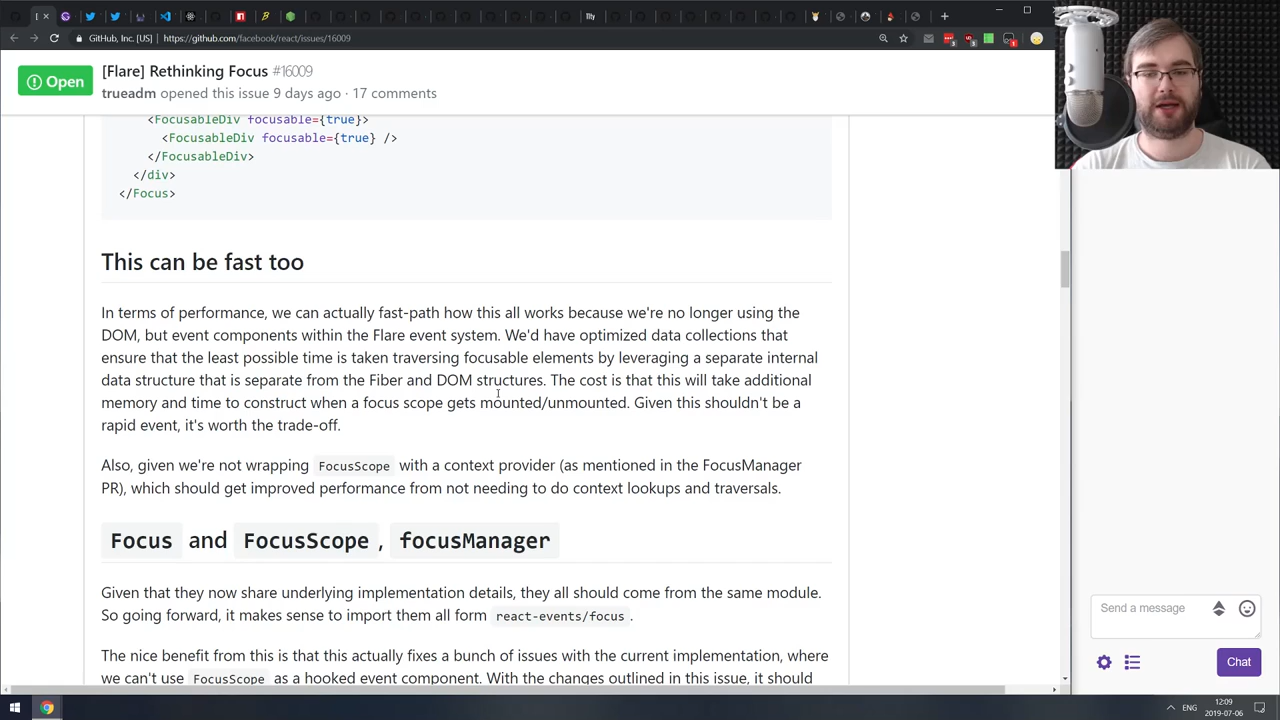 GitHub, Inc. [US] | https://github.com/facebook/react/issues/16009
Open
[Flare] Rethinking Focus #16009
trueadm opened this issue 9 days ago · 17 comments
<FocusableDiv focusable={true}>
<FocusableDiv focusable={true} />
</FocusableDiv>
</div>
</Focus>
This can be fast too
In terms of performance, we can actually fast-path how this all works because we're no longer using the
DOM, but event components within the Flare event system. We'd have optimized data collections that
ensure that the least possible time is taken traversing focusable elements by leveraging a separate internal
data structure that is separate from the Fiber and DOM structures. The cost is that this will take additional
memory and time to construct when a focus scope gets mounted/unmounted. Given this shouldn't be a
rapid event, it's worth the trade-off.
Also, given we're not wrapping FocusScope with a context provider (as mentioned in the FocusManager
PR), which should get improved performance from not needing to do context lookups and traversals.
Focus and FocusScope, focusManager
Given that they now share underlying implementation details, they all should come from the same module.
So going forward, it makes sense to import them all form react-events/focus.
The nice benefit from this is that this actually fixes a bunch of issues with the current implementation, where
we can't use FocusScope as a hooked event component. With the changes outlined in this issue, it should
Send a message
Chat
ENG
12:09
2019-07-06